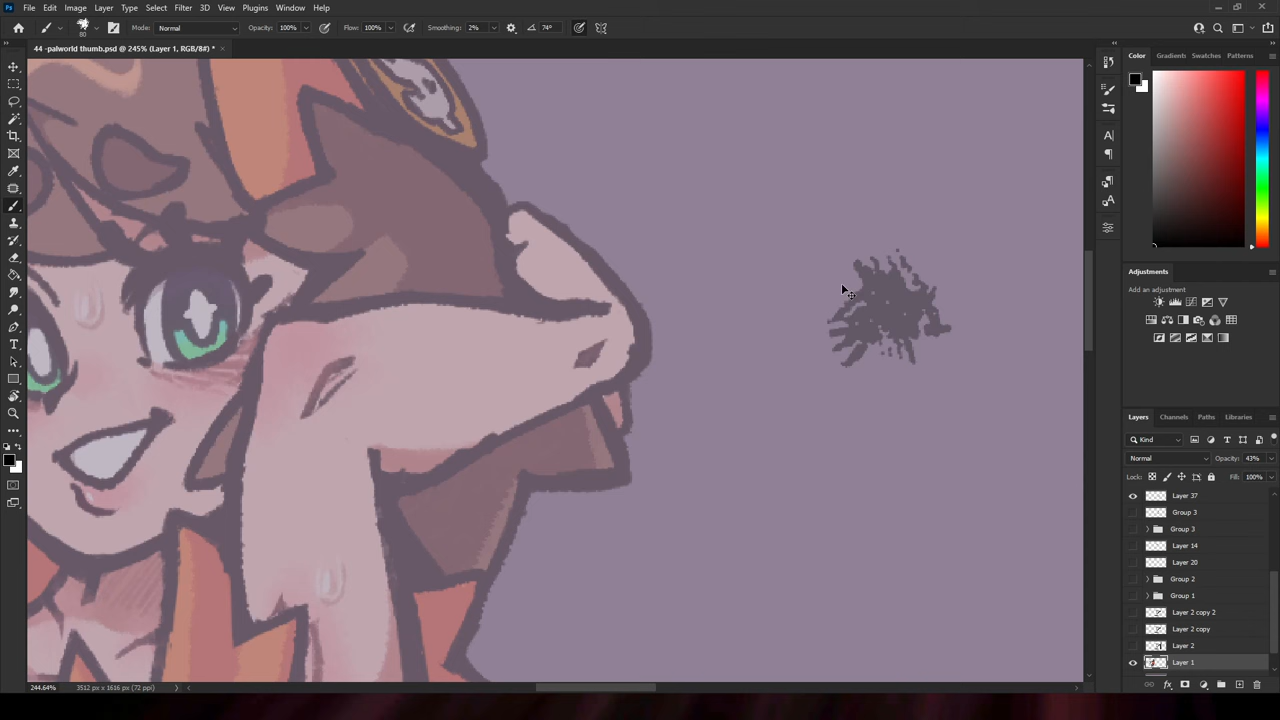 File Edit Image Layer Type Select Filter 3D View Plugins Window Help
80 Mode: Normal Opacity: 100% Flow: 100% Smoothing: 2% 74°
44 -palworld thumb.psd @ 245% (Layer 1, RGB/8#) *
Color Gradients Swatches Patterns
Adjustments
Add an adjustment
Layers Channels Paths Libraries
Kind
Normal Opacity: 43%
Lock: Fill: 100%
Layer 37
Group 3
Group 3
Layer 14
Layer 20
Group 2
Group 1
Layer 2 copy 2
Layer 2 copy
Layer 2
Layer 1
244.64% 3512 px x 1616 px (72 ppi)